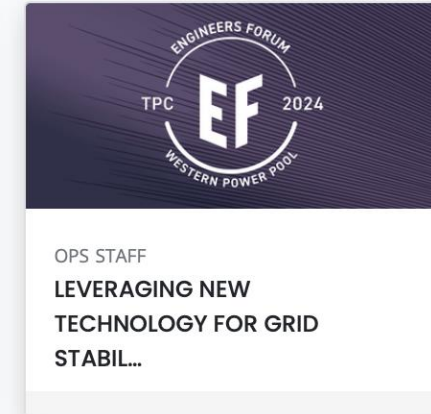 ENGINEERS FORUM
TPC EF 2024
WESTERN POWER POOL
OPS STAFF
LEVERAGING NEW
TECHNOLOGY FOR GRID
STABIL...